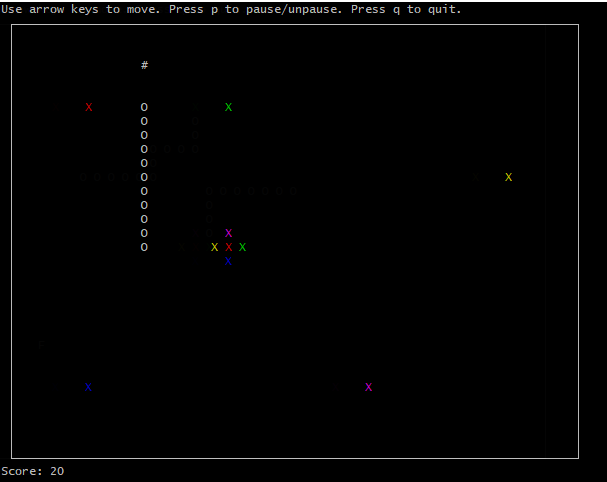 Use arrow keys to move. Press p to pause/unpause. Press q to quit.
#
X O X
O
O
O
O
O X
O
O
O
O X
O X X X
X
X X
Score: 20